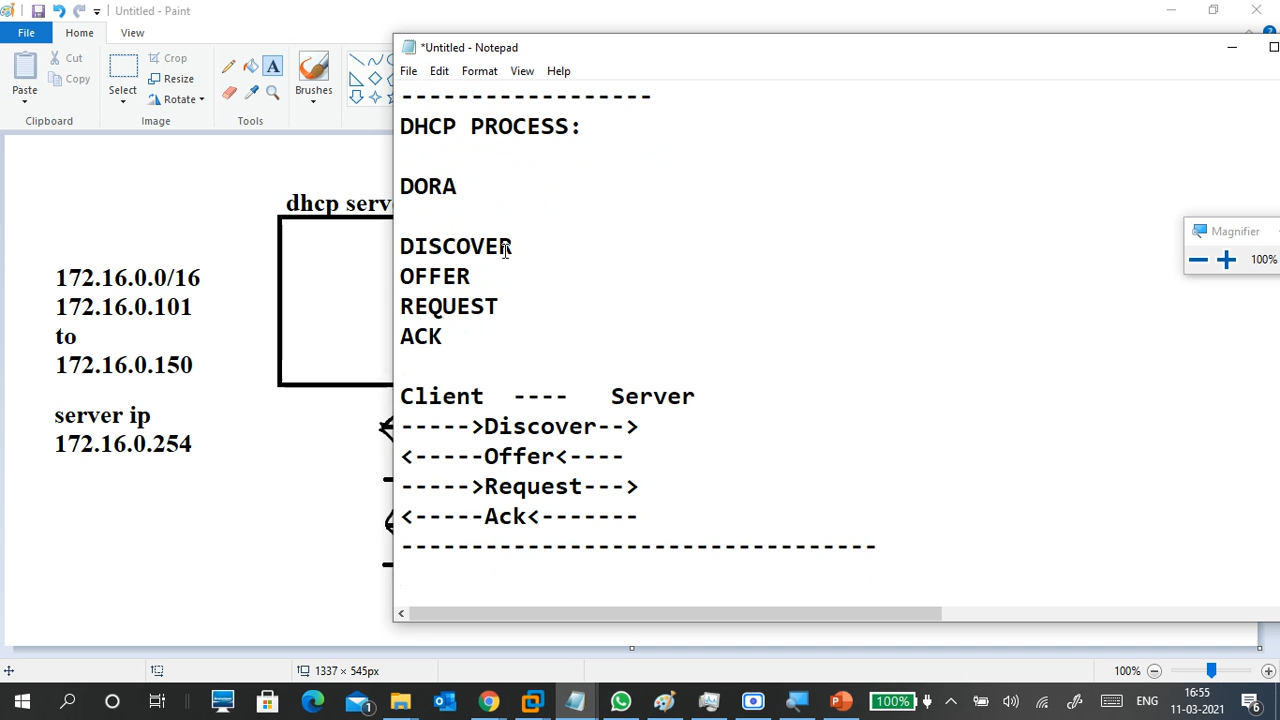 Untitled - Paint
File
Home
View
Paste
Cut
Copy
Clipboard
Select
Crop
Resize
Rotate
Image
A
Tools
Brushes
*Untitled - Notepad
File Edit Format View Help
------------------
DHCP PROCESS:
DORA
DISCOVER
OFFER
REQUEST
ACK
Client ---- Server
----->Discover-->
<-----Offer<----
----->Request--->
<-----Ack<-------
----------------------------------
dhcp serv
172.16.0.0/16
172.16.0.101
to
172.16.0.150
server ip
172.16.0.254
Magnifier
100%
1337 × 545px
100%
100%
ENG
16:55
11-03-2021
1
6